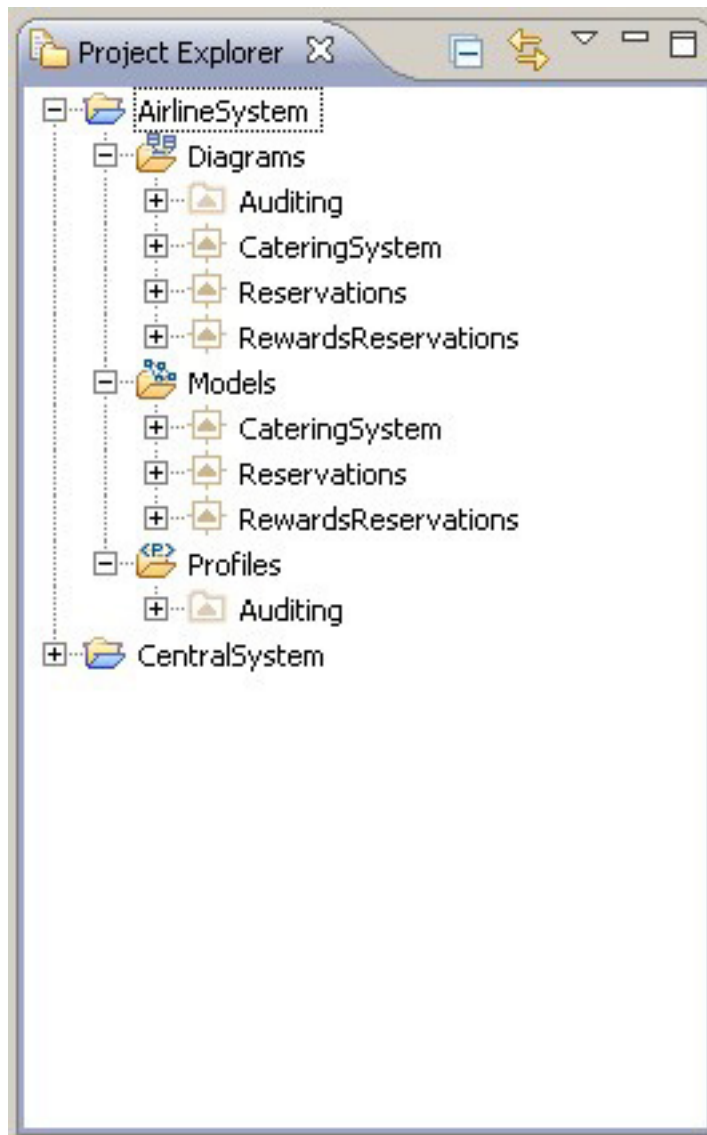 Project Explorer
AirlineSystem
Diagrams
Auditing
CateringSystem
Reservations
RewardsReservations
Models
CateringSystem
Reservations
RewardsReservations
<P>
Profiles
Auditing
CentralSystem